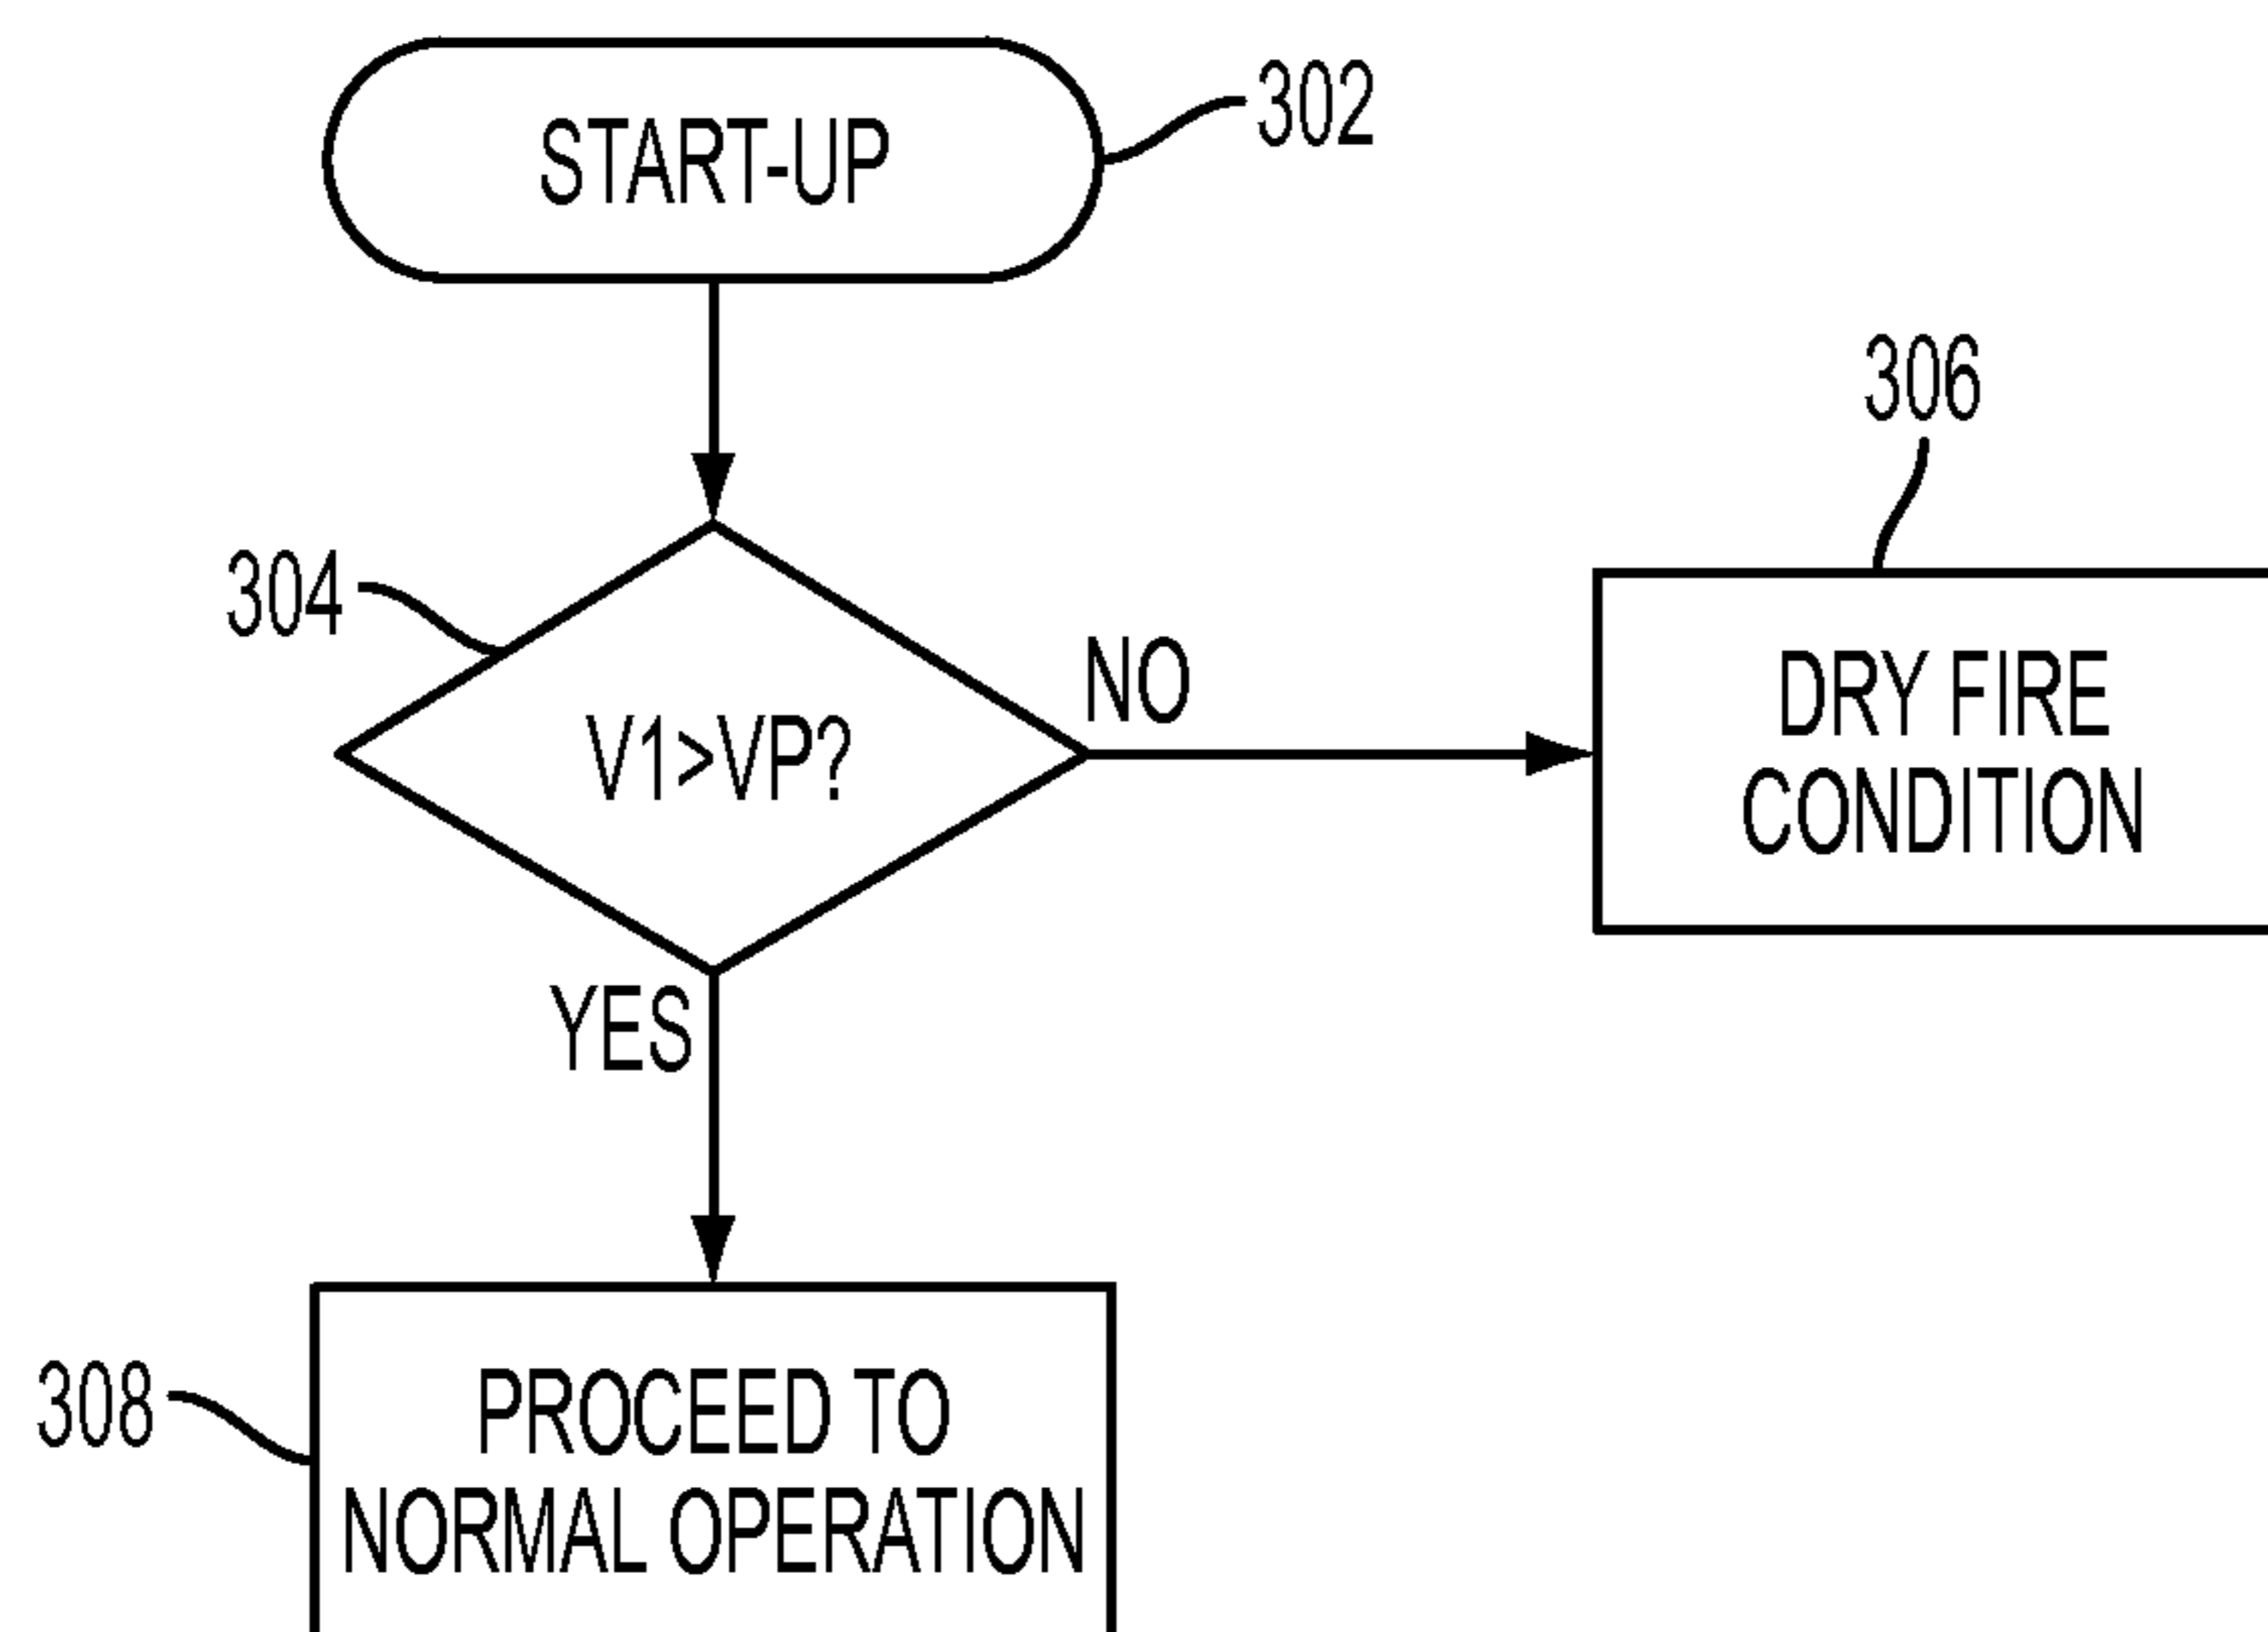 START-UP
302
306
304
NO
V1>VP?
DRY FIRE
CONDITION
YES
308
PROCEED TO
NORMAL OPERATION